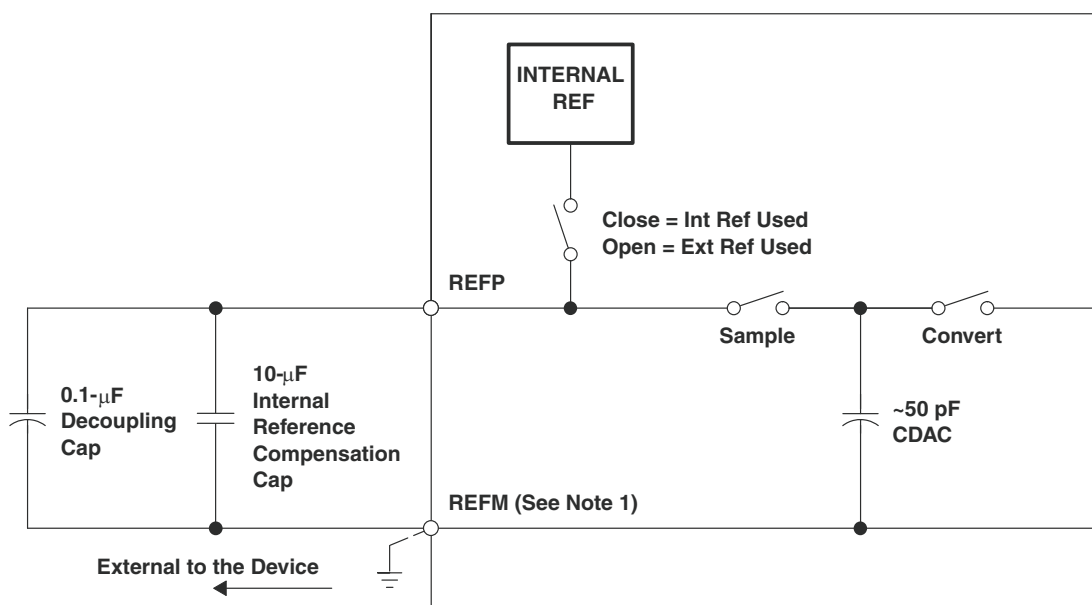 INTERNAL
REF
Close = Int Ref Used
Open = Ext Ref Used
REFP
Sample
Convert
0.1-μF
Decoupling
Cap
10-μF
Internal
Reference
Compensation
Cap
~50 pF
CDAC
REFM (See Note 1)
External to the Device